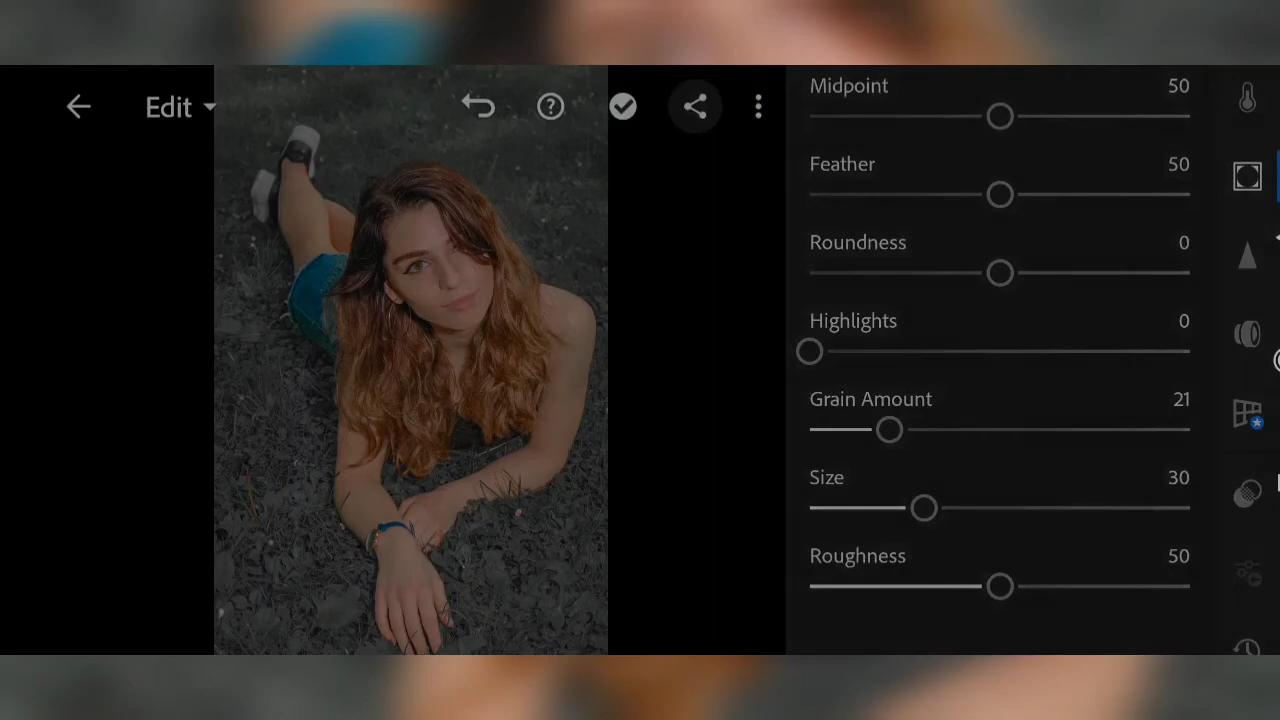 Edit
Midpoint 50
Feather 50
Roundness 0
Highlights 0
Grain Amount 21
Size 30
Roughness 50